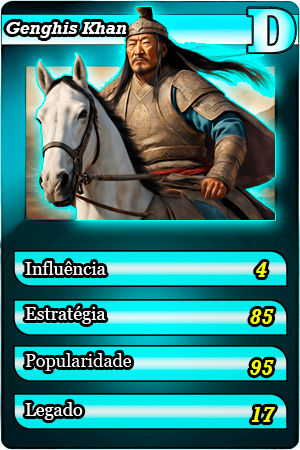 Genghis Khan
D
Influência 4
Estratégia 85
Popularidade 95
Legado 17